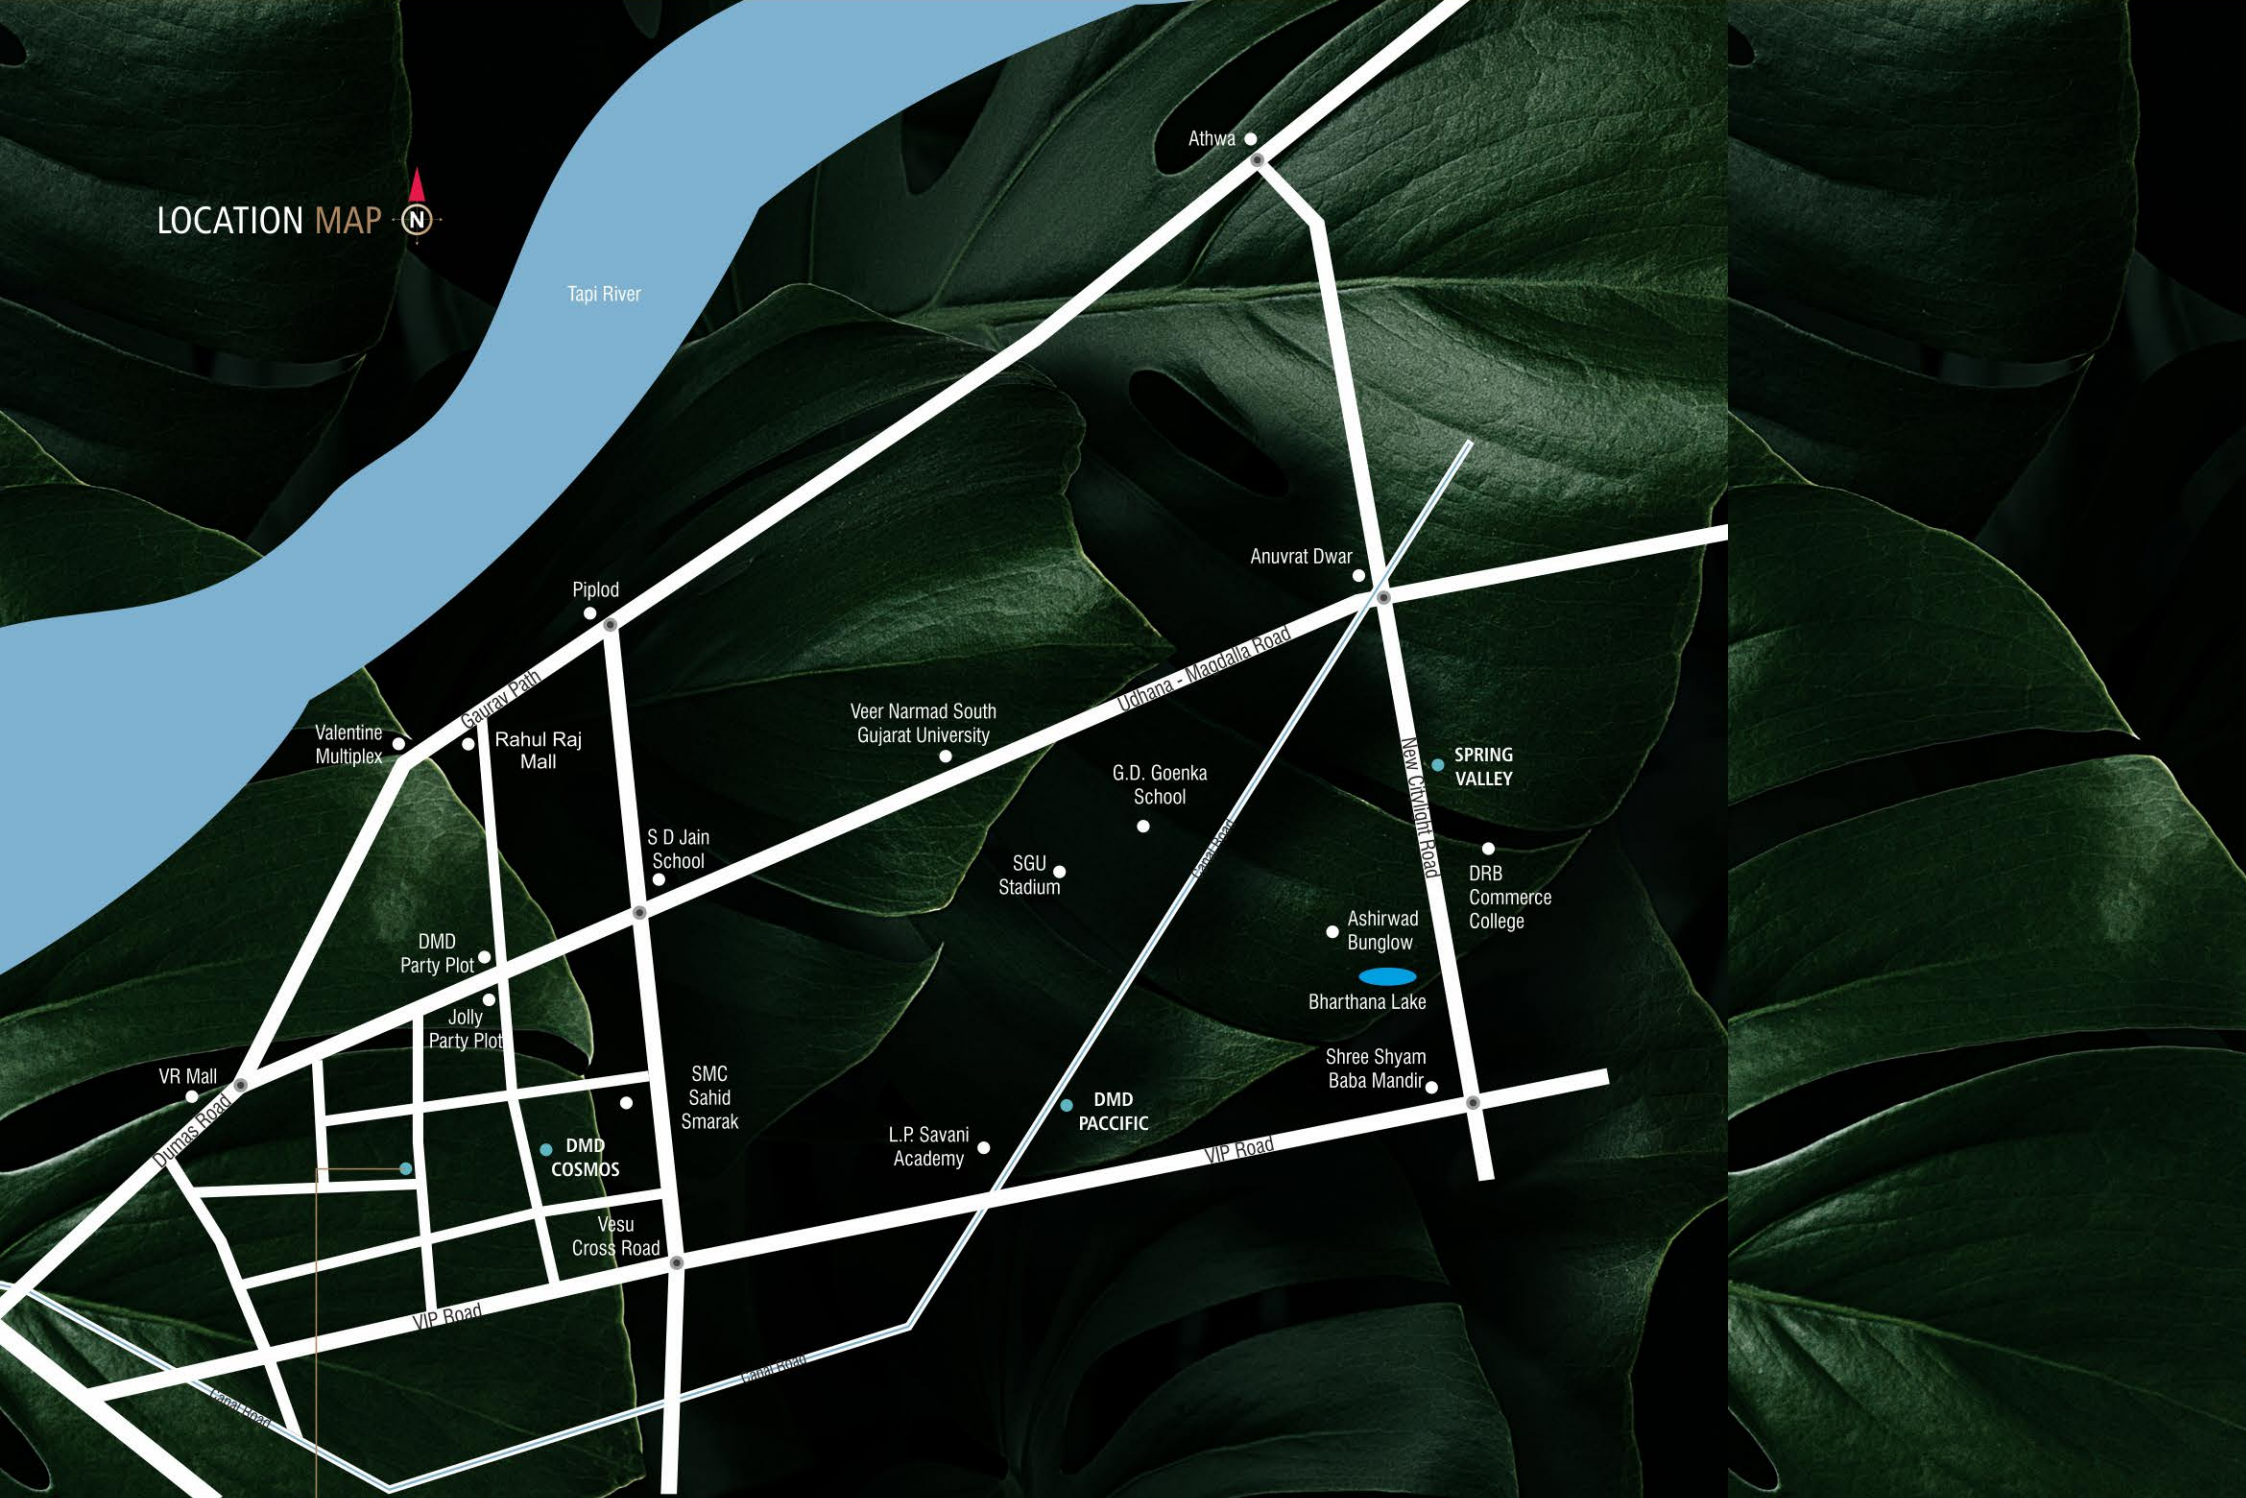 Athwa
LOCATION MAP N
Tapi River
Anuvrat Dwar
Piplod
Udhana - Magdalla Road
Gaurav Path
Veer Narmad South
Gujarat University
Valentine
Multiplex
Rahul Raj
Mall
New Citylight Road
SPRING
VALLEY
G.D. Goenka
School
S D Jain
School
Canal Road
SGU
Stadium
DRB
Commerce
College
Ashirwad
Bunglow
DMD
Party Plot
Bharthana Lake
Jolly
Party Plot
Shree Shyam
Baba Mandir
VR Mall
SMC
Sahid
Smarak
DMD
PACCIFIC
Dumas Road
L.P. Savani
Academy
DMD
COSMOS
VIP Road
Vesu
Cross Road
VIP Road
Canal Road
Canal Road